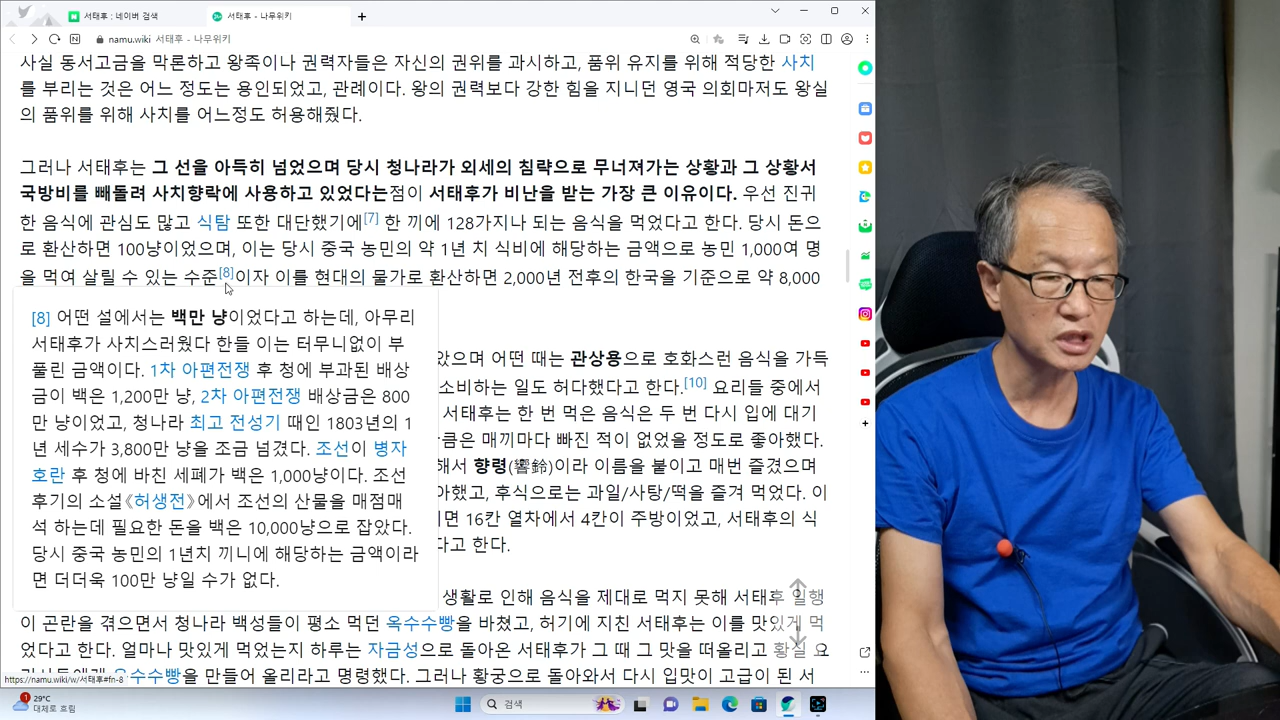 서태후 : 네이버 검색
서태후 - 나무위키
namu.wiki 서태후 - 나무위키
사실 동서고금을 막론하고 왕족이나 권력자들은 자신의 권위를 과시하고, 품위 유지를 위해 적당한 사치
를 부리는 것은 어느 정도는 용인되었고, 관례이다. 왕의 권력보다 강한 힘을 지니던 영국 의회마저도 왕실
의 품위를 위해 사치를 어느정도 허용해줬다.
그러나 서태후는 그 선을 아득히 넘었으며 당시 청나라가 외세의 침략으로 무너져가는 상황과 그 상황서
국방비를 빼돌려 사치향락에 사용하고 있었다는점이 서태후가 비난을 받는 가장 큰 이유이다. 우선 진귀
한 음식에 관심도 많고 식탐 또한 대단했기에[7] 한 끼에 128가지나 되는 음식을 먹었다고 한다. 당시 돈으
로 환산하면 100냥이었으며, 이는 당시 중국 농민의 약 1년 치 식비에 해당하는 금액으로 농민 1,000여 명
을 먹여 살릴 수 있는 수준[8]이자 이를 현대의 물가로 환산하면 2,000년 전후의 한국을 기준으로 약 8,000
[8] 어떤 설에서는 백만 냥이었다고 하는데, 아무리
서태후가 사치스러웠다 한들 이는 터무니없이 부
풀린 금액이다. 1차 아편전쟁 후 청에 부과된 배상
금이 백은 1,200만 냥, 2차 아편전쟁 배상금은 800
만 냥이었고, 청나라 최고 전성기 때인 1803년의 1
년 세수가 3,800만 냥을 조금 넘겼다. 조선이 병자
호란 후 청에 바친 세폐가 백은 1,000냥이다. 조선
후기의 소설《허생전》에서 조선의 산물을 매점매
석 하는데 필요한 돈을 백은 10,000냥으로 잡았다.
당시 중국 농민의 1년치 끼니에 해당하는 금액이라
면 더더욱 100만 냥일 수가 없다.
았으며 어떤 때는 관상용으로 호화스런 음식을 가득
소비하는 일도 허다했다고 한다.[10] 요리들 중에서
서태후는 한 번 먹은 음식은 두 번 다시 입에 대기
큼은 매끼마다 빠진 적이 없었을 정도로 좋아했다.
해서 향령(響鈴)이라 이름을 붙이고 매번 즐겼으며
아했고, 후식으로는 과일/사탕/떡을 즐겨 먹었다. 이
면 16칸 열차에서 4칸이 주방이었고, 서태후의 식
다고 한다.
생활로 인해 음식을 제대로 먹지 못해 서태후 일행
이 곤란을 겪으면서 청나라 백성들이 평소 먹던 옥수수빵을 바쳤고, 허기에 지친 서태후는 이를 맛있게 먹
었다고 한다. 얼마나 맛있게 먹었는지 하루는 자금성으로 돌아온 서태후가 그 때 그 맛을 떠올리고 황실 요
옥수수빵을 만들어 올리라고 명령했다. 그러나 황궁으로 돌아와서 다시 입맛이 고급이 된 서
https://namu.wiki/w/서태후#fn-8
1
29°C
대체로 흐림
검색